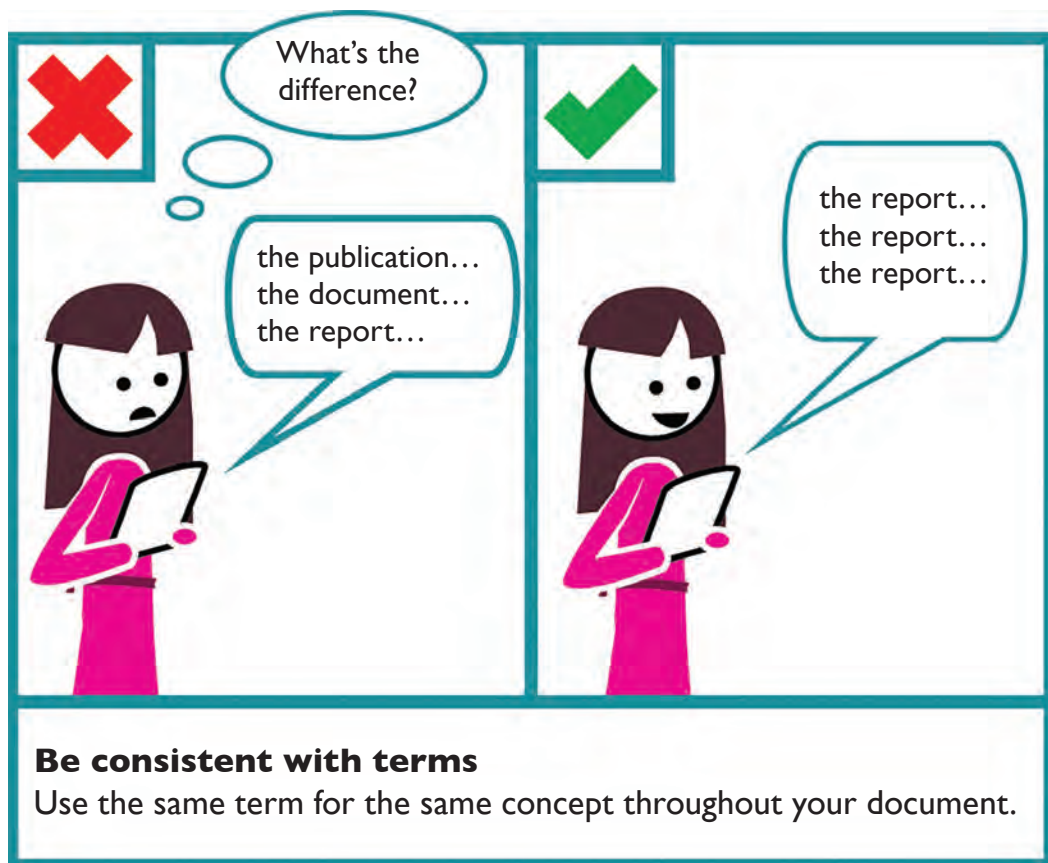 What’s the
difference?
the publication…
the document…
the report…
the report…
the report…
the report…
Be consistent with terms
Use the same term for the same concept throughout your document.